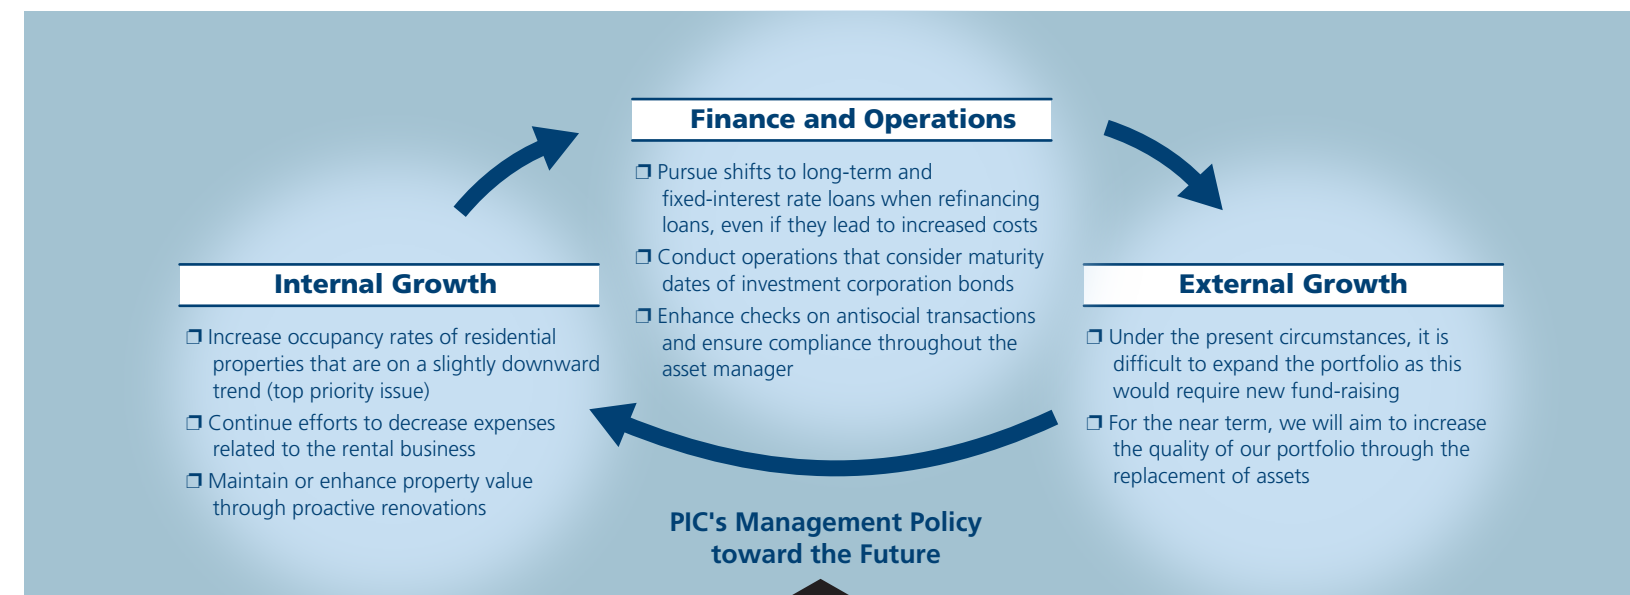 Finance and Operations
❐ Pursue shifts to long-term and
fixed-interest rate loans when refinancing
loans, even if they lead to increased costs
❐ Conduct operations that consider maturity
dates of investment corporation bonds
❐ Enhance checks on antisocial transactions
and ensure compliance throughout the
asset manager
Internal Growth
❐ Increase occupancy rates of residential
properties that are on a slightly downward
trend (top priority issue)
❐ Continue efforts to decrease expenses
related to the rental business
❐ Maintain or enhance property value
through proactive renovations
External Growth
❐ Under the present circumstances, it is
difficult to expand the portfolio as this
would require new fund-raising
❐ For the near term, we will aim to increase
the quality of our portfolio through the
replacement of assets
PIC's Management Policy
toward the Future